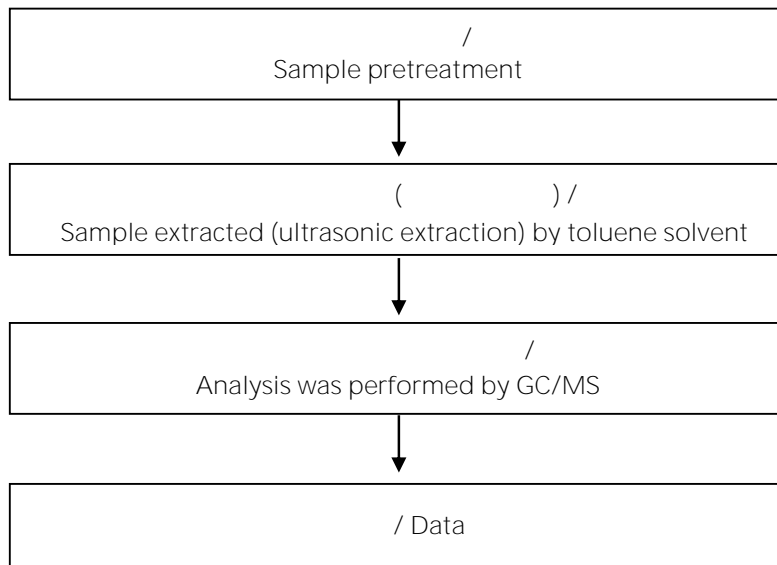 /
Sample pretreatment
( ) /
Sample extracted (ultrasonic extraction) by toluene solvent
/
Analysis was performed by GC/MS
/ Data